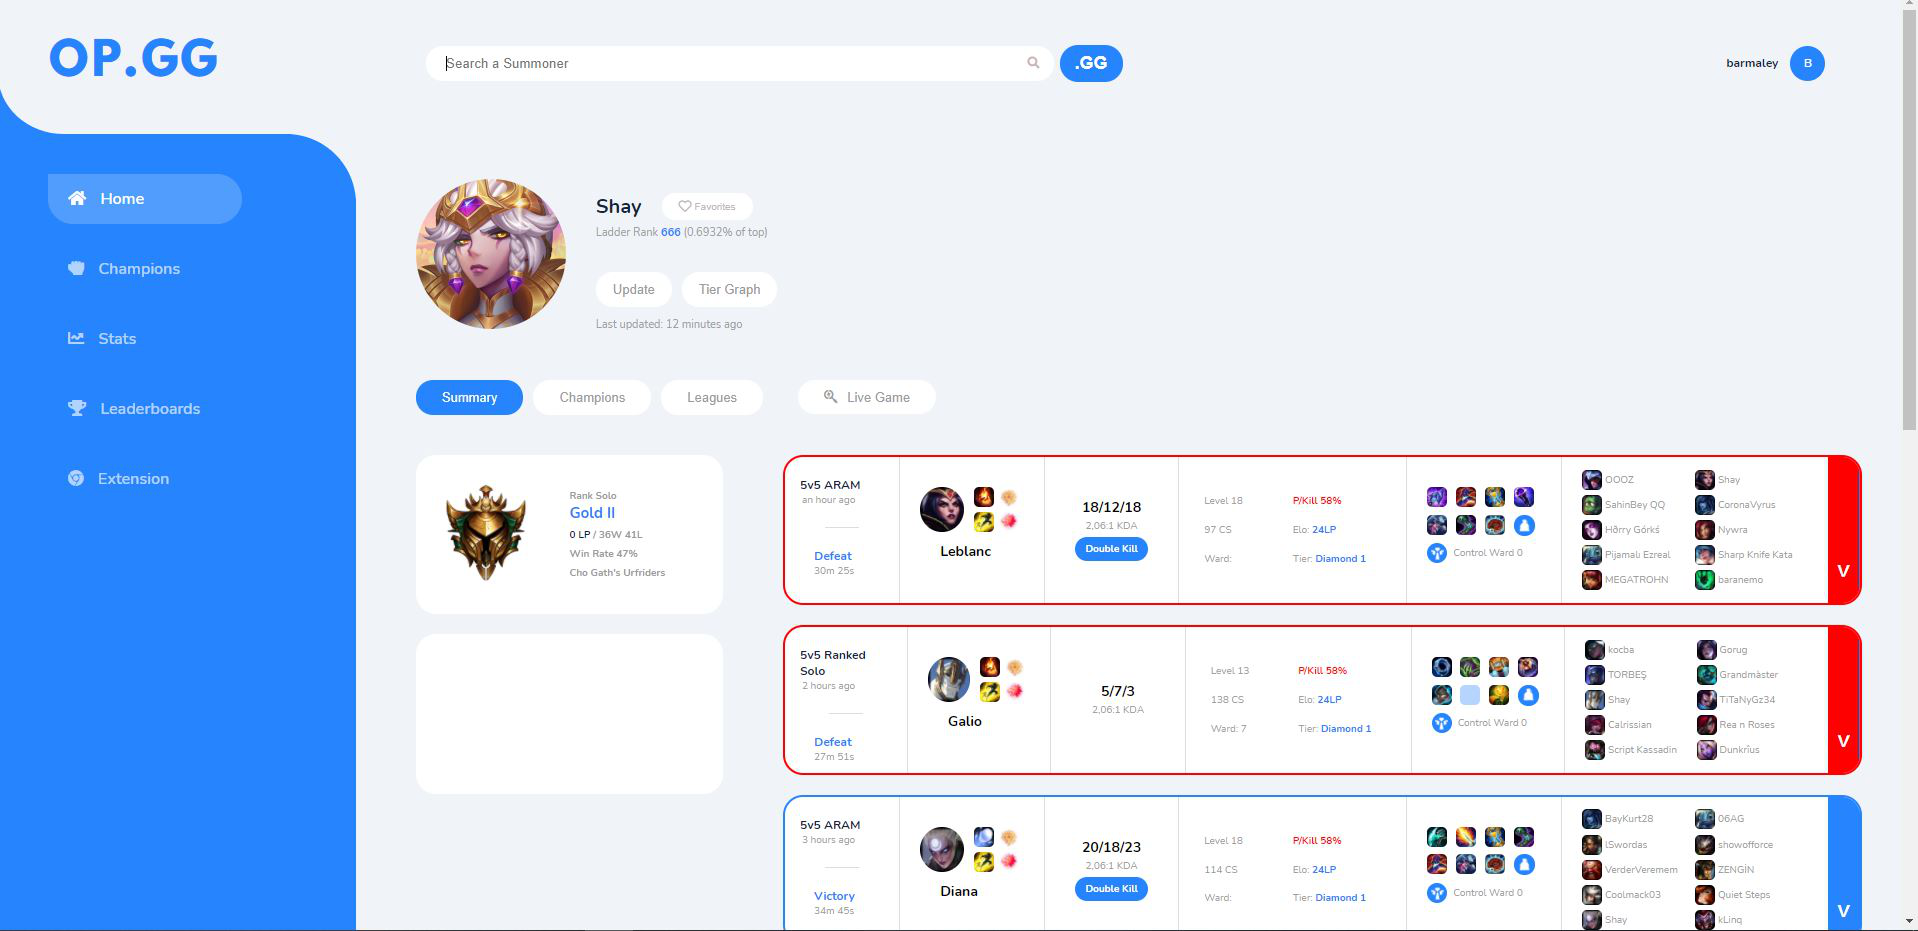 OP.GG
Search a Summoner
.GG
barmaley
B
Home
Champions
Stats
Leaderboards
Extension
Shay
Favorites
Ladder Rank 666 (0.6932% of top)
Update
Tier Graph
Last updated: 12 minutes ago
Summary
Champions
Leagues
Live Game
Rank Solo
Gold II
0 LP / 36W 41L
Win Rate 47%
Cho Gath's Urfriders
5v5 ARAM
an hour ago
Defeat
30m 25s
Leblanc
18/12/18
2,06:1 KDA
Double Kill
Level 18
97 CS
Ward:
P/Kill 58%
Elo: 24LP
Tier: Diamond 1
Control Ward 0
OOOZ
SahinBey QQ
Hðrry Górkś
Pijamalı Ezreal
MEGATROHN
Shay
CoronaVyrus
Nywra
Sharp Knife Kata
baranemo
V
5v5 Ranked
Solo
2 hours ago
Defeat
27m 51s
Galio
5/7/3
2,06:1 KDA
Level 13
138 CS
Ward: 7
P/Kill 58%
Elo: 24LP
Tier: Diamond 1
Control Ward 0
kocba
TORBEŞ
Shay
Calrissian
Script Kassadin
Gorug
Grandmàster
TiTaNyGz34
Rea n Roses
Dunkrîus
V
5v5 ARAM
3 hours ago
Victory
34m 45s
Diana
20/18/23
2,06:1 KDA
Double Kill
Level 18
114 CS
Ward:
P/Kill 58%
Elo: 24LP
Tier: Diamond 1
Control Ward 0
BayKurt28
lSwordas
VerderVeremem
Coolmack03
Shay
06AG
showofforce
ZENGİN
Quiet Steps
kLinq
V